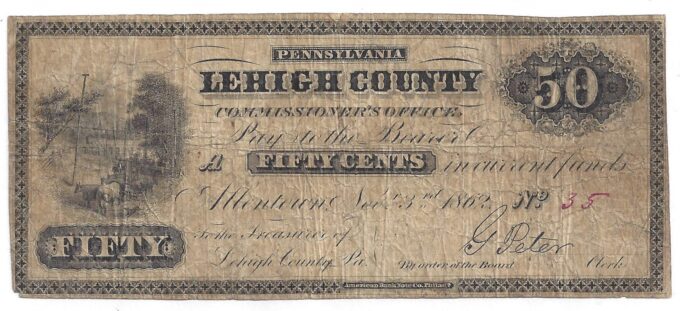 PENNSYLVANIA
LEHIGH COUNTY
50
COMMISSIONER'S OFFICE,
Pay to the Bearer
FIFTY CENTS in current funds
Allentown, Nov. 3rd 1862. No 35
FIFTY
To the Treasurer of
Lehigh County Pa.
G Peter
By order of the Board Clerk
American Bank Note Co. Philada